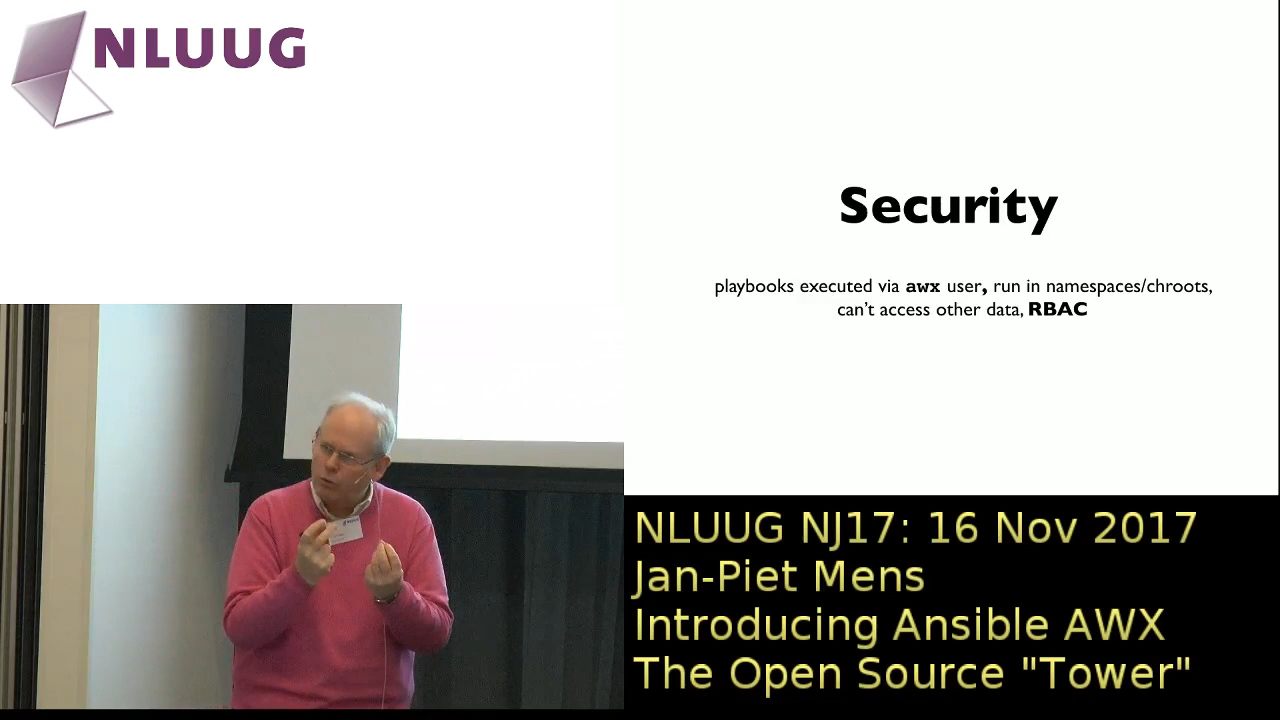 NLUUG
Security
playbooks executed via awx user, run in namespaces/chroots,
can't access other data, RBAC
NLUUG NJ17: 16 Nov 2017
Jan-Piet Mens
Introducing Ansible AWX
The Open Source "Tower"